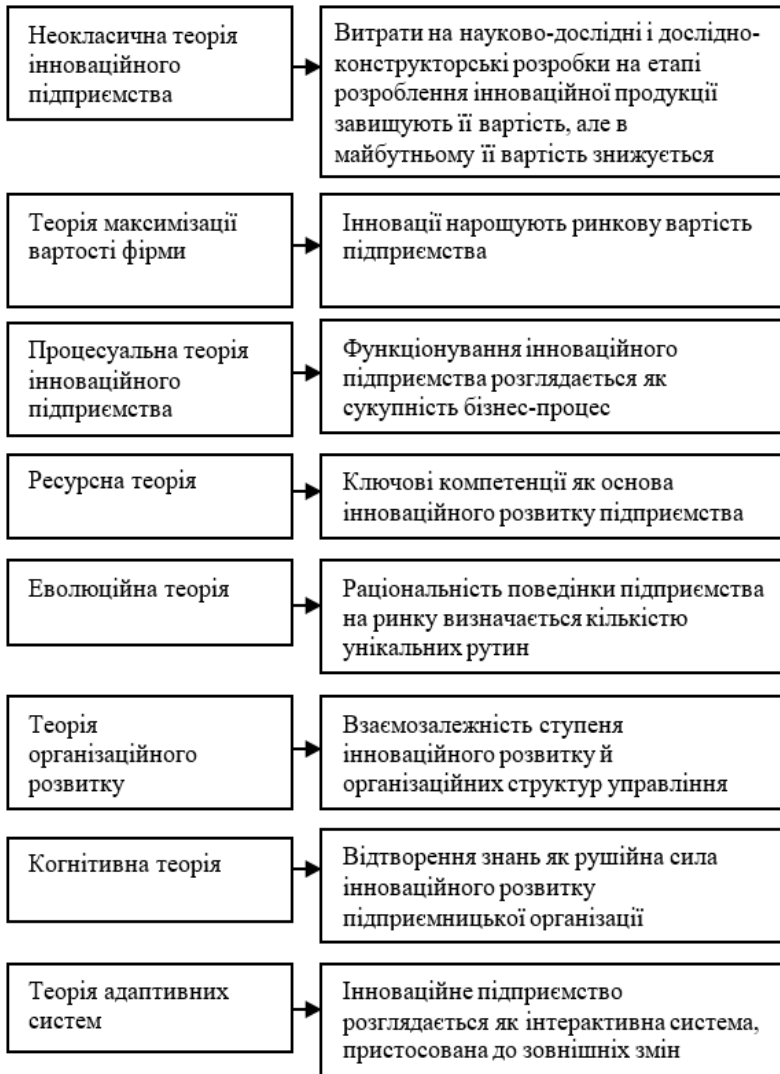 Неокласична теорія
інноваційного
підприємства
Витрати на науково-дослідні і дослідно-
конструкторські розробки на етапі
розроблення інноваційної продукції
завищують її вартість, але в
майбутньому її вартість знижується
Теорія максимізації
вартості фірми
Інновації нарощують ринкову вартість
підприємства
Процесуальна теорія
інноваційного
підприємства
Функціонування інноваційного
підприємства розглядається як
сукупність бізнес-процес
Ресурсна теорія
Ключові компетенції як основа
інноваційного розвитку підприємства
Еволюційна теорія
Раціональність поведінки підприємства
на ринку визначається кількістю
унікальних рутин
Теорія
організаційного
розвитку
Взаємозалежність ступеня
інноваційного розвитку й
організаційних структур управління
Когнітивна теорія
Відтворення знань як рушійна сила
інноваційного розвитку
підприємницької організації
Теорія адаптивних
систем
Інноваційне підприємство
розглядається як інтерактивна система,
пристосована до зовнішніх змін